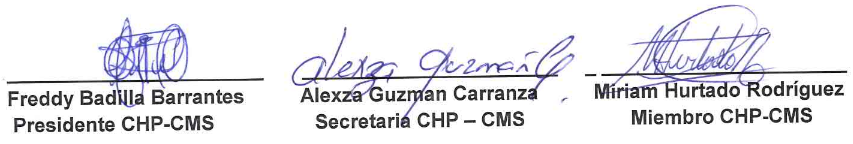 Alexza Guzmán C.
MHurtado R
Freddy Badilla Barrantes
Alexza Guzman Carranza
Miriam Hurtado Rodríguez
Presidente CHP-CMS
Secretaria CHP – CMS
Miembro CHP-CMS